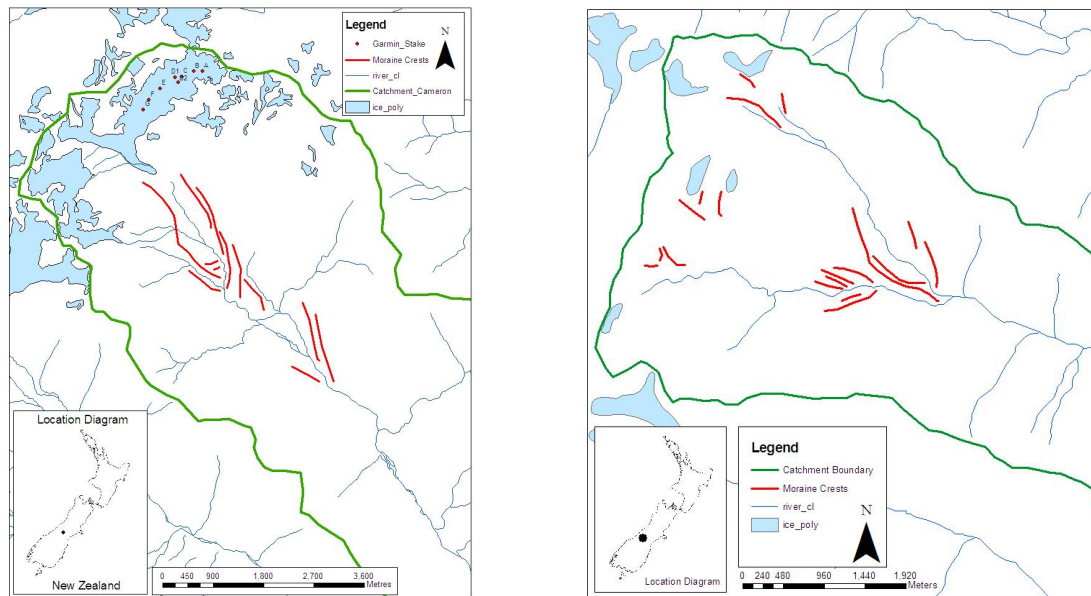 Legend
Garmin_Stake
Moraine Crests
river_cl
Catchment_Cameron
ice_poly
N
D1 C B A
D2
E
F
Location Diagram
New Zealand
0 450 900 1,800 2,700 3,600
Metres
Legend
Catchment Boundary
Moraine Crests
river_cl
ice_poly
N
Location Diagram
0 240 480 960 1,440 1,920
Meters